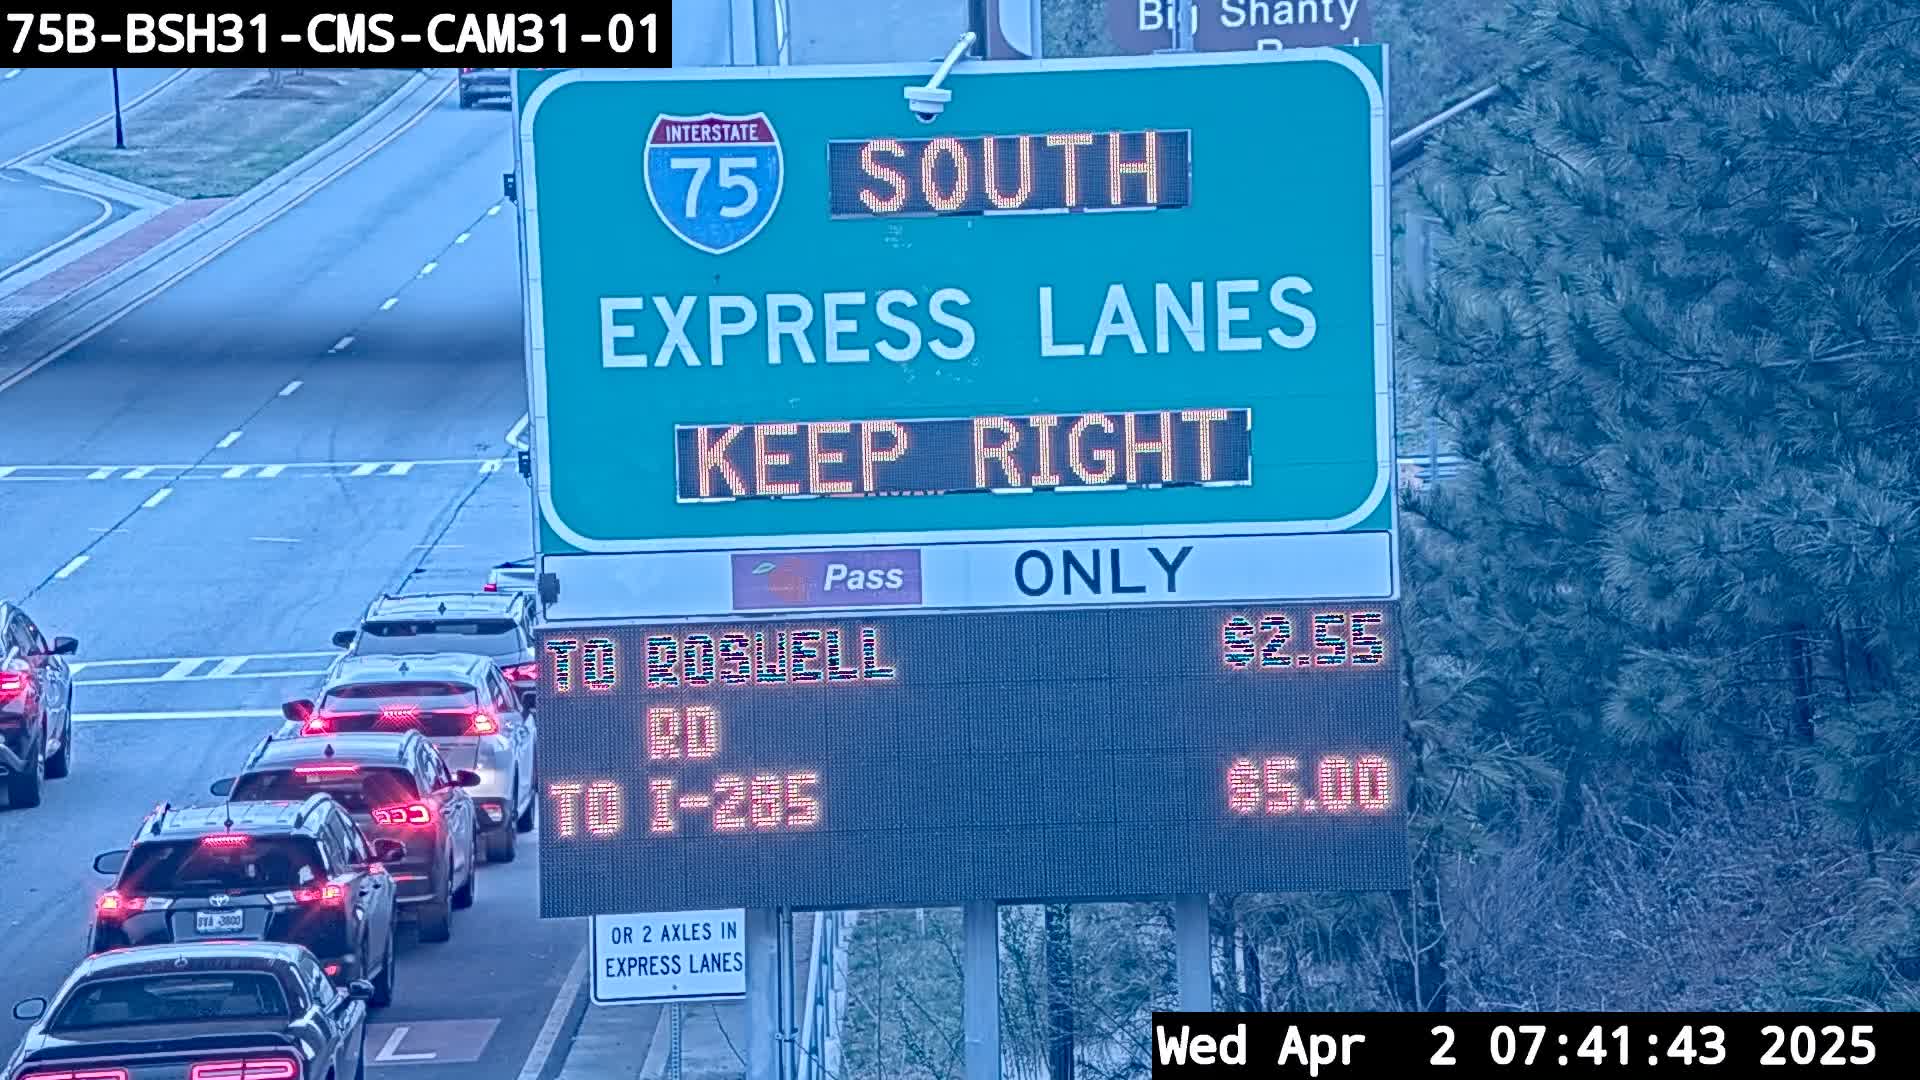 75B-BSH31-CMS-CAM31-01
Big Shanty
INTERSTATE
75
SOUTH
EXPRESS LANES
KEEP RIGHT
Pass ONLY
TO ROSWELL $2.55
RD
TO I-285 $5.00
OR 2 AXLES IN
EXPRESS LANES
Wed Apr 2 07:41:43 2025